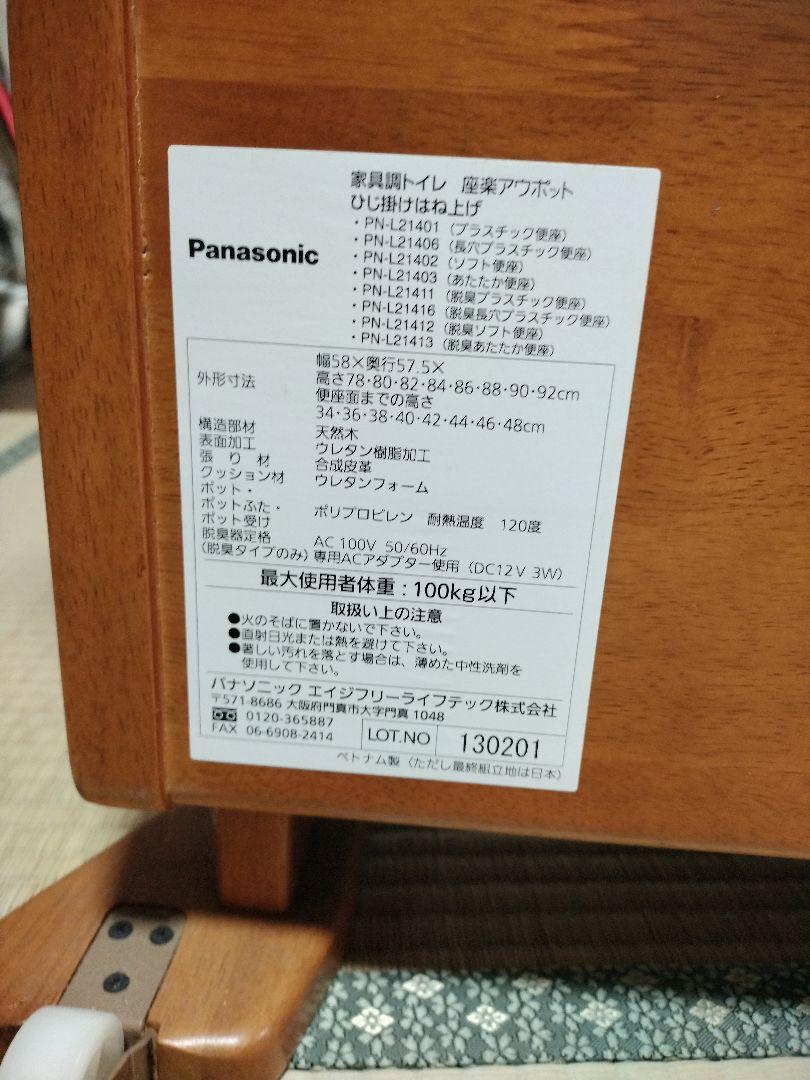 家具調トイレ 座楽アウポット
ひじ掛けはね上げ
Panasonic
・PN-L21401（プラスチック便座）
・PN-L21406（長穴プラスチック便座）
・PN-L21402（ソフト便座）
・PN-L21403（あたたか便座）
・PN-L21411（脱臭プラスチック便座）
・PN-L21416（脱臭長穴プラスチック便座）
・PN-L21412（脱臭ソフト便座）
・PN-L21413（脱臭あたたか便座）
外形寸法 幅58×奥行57.5×
高さ78・80・82・84・86・88・90・92cm
便座面までの高さ
34・36・38・40・42・44・46・48cm
構造部材 天然木
表面加工 ウレタン樹脂加工
張り材 合成皮革
クッション材 ウレタンフォーム
ポット・
ポットふた・
ポット受け ポリプロピレン 耐熱温度 120度
脱臭器定格 AC 100V 50/60Hz
（脱臭タイプのみ）専用ACアダプター使用（DC12V 3W）
最大使用者体重：100kg以下
取扱い上の注意
●火のそばに置かないで下さい。
●直射日光または熱を避けて下さい。
●著しい汚れを落とす場合は、薄めた中性洗剤を
使用して下さい。
パナソニック エイジフリーライフテック株式会社
〒571-8686 大阪府門真市大字門真 1048
0120-365887
FAX 06-6908-2414
LOT.NO 130201
ベトナム製（ただし最終組立地は日本）